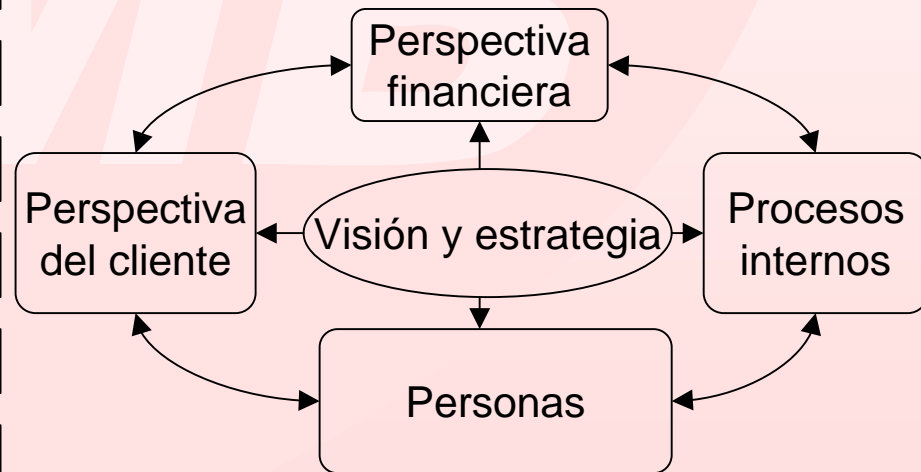 Perspectiva
financiera
Perspectiva
del cliente
Visión y estrategia
Procesos
internos
Personas